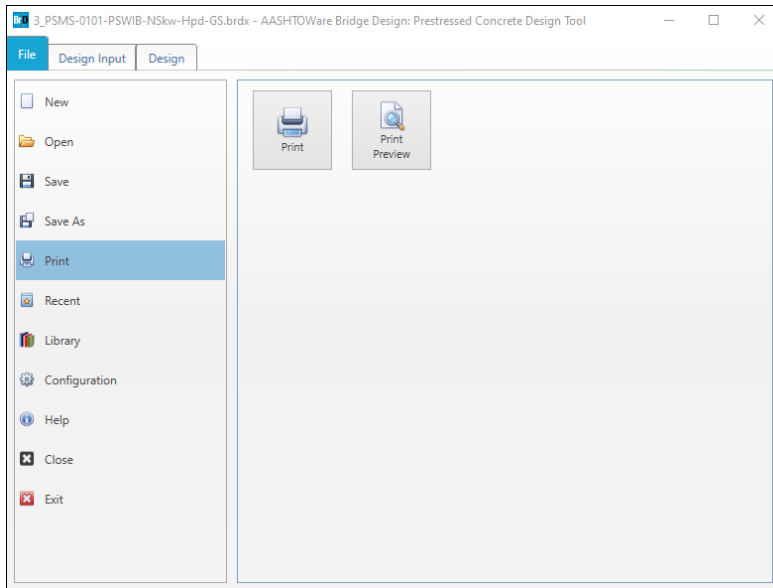 BrD 3_PSMS-0101-PSWIB-NSkw-Hpd-GS.brdx - AASHTOWare Bridge Design: Prestressed Concrete Design Tool
File Design Input Design
New
Open
Save
Save As
Print
Recent
Library
Configuration
Help
Close
Exit
Print
Print
Preview